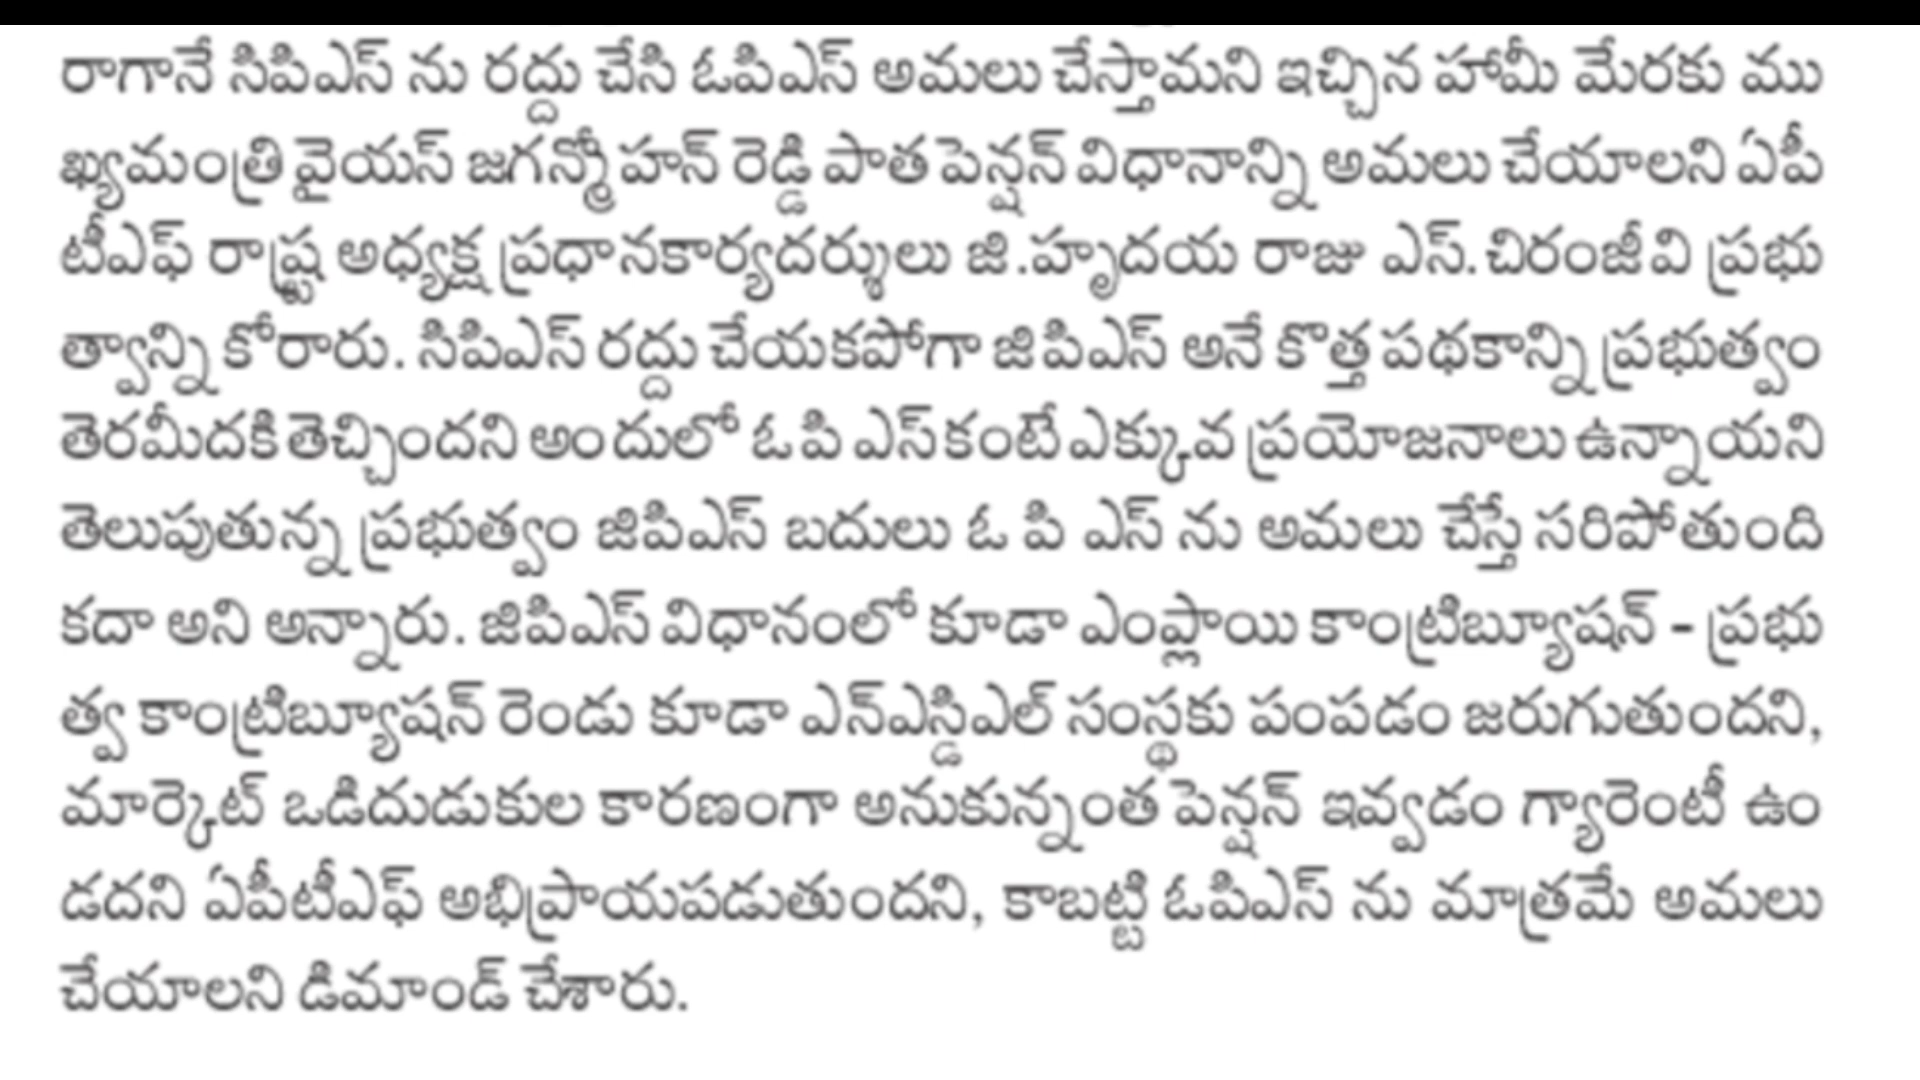 రాగానే సిపిఎస్ ను రద్దు చేసి ఓపిఎస్ అమలు చేస్తామని ఇచ్చిన హామీ మేరకు ము
ఖ్యమంత్రి వైయస్ జగన్మోహన్ రెడ్డి పాత పెన్షన్ విధానాన్ని అమలు చేయాలని ఏపీ
టీఎఫ్ రాష్ట్ర అధ్యక్ష ప్రధానకార్యదర్శులు జి.హృదయ రాజు ఎస్.చిరంజీవి ప్రభు
త్వాన్ని కోరారు. సిపిఎస్ రద్దు చేయకపోగా జిపిఎస్ అనే కొత్త పథకాన్ని ప్రభుత్వం
తెరమీదకి తెచ్చిందని అందులో ఓ పి ఎస్ కంటే ఎక్కువ ప్రయోజనాలు ఉన్నాయని
తెలుపుతున్న ప్రభుత్వం జిపిఎస్ బదులు ఓ పి ఎస్ ను అమలు చేస్తే సరిపోతుంది
కదా అని అన్నారు. జిపిఎస్ విధానంలో కూడా ఎంప్లాయి కాంట్రిబ్యూషన్ - ప్రభు
త్వ కాంట్రిబ్యూషన్ రెండు కూడా ఎన్ఎస్డిఎల్ సంస్థకు పంపడం జరుగుతుందని,
మార్కెట్ ఒడిదుడుకుల కారణంగా అనుకున్నంత పెన్షన్ ఇవ్వడం గ్యారెంటీ ఉం
డదని ఏపీటీఎఫ్ అభిప్రాయపడుతుందని, కాబట్టి ఓపిఎస్ ను మాత్రమే అమలు
చేయాలని డిమాండ్ చేశారు.